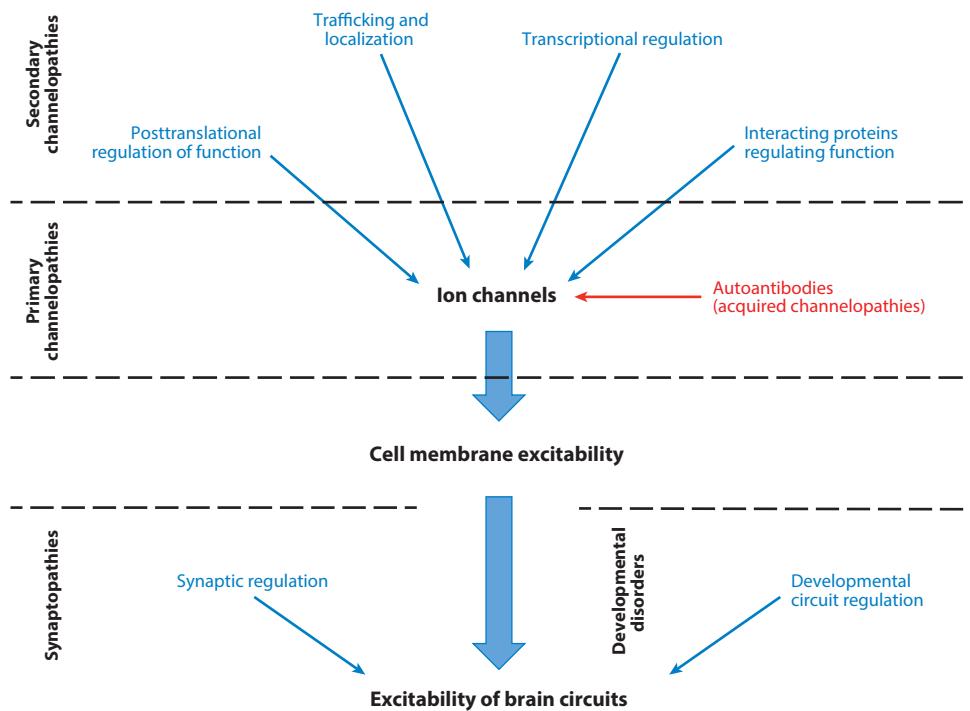 Secondary
channelopathies
Trafficking and
localization
Transcriptional regulation
Posttranslational
regulation of function
Interacting proteins
regulating function
Primary
channelopathies
Ion channels
Autoantibodies
(acquired channelopathies)
Cell membrane excitability
Synaptopathies
Synaptic regulation
Developmental
disorders
Developmental
circuit regulation
Excitability of brain circuits